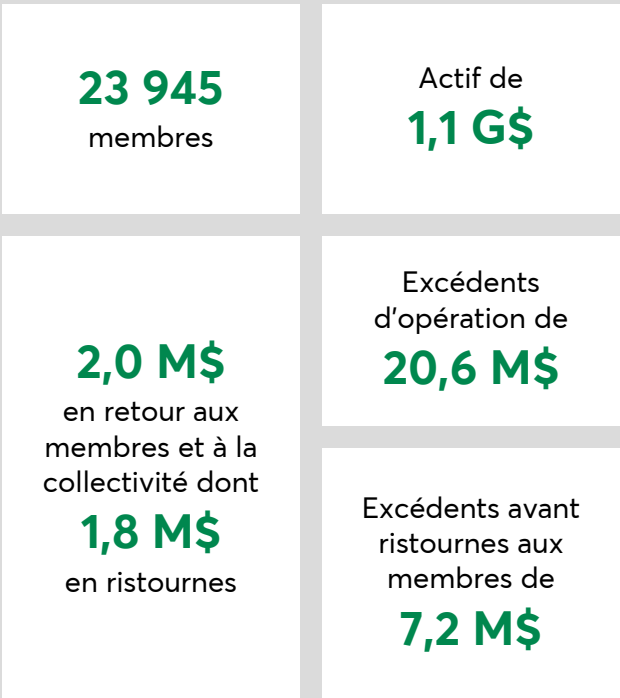 23 945
membres
Actif de
1,1 G$
2,0 M$
en retour aux
membres et à la
collectivité dont
1,8 M$
en ristournes
Excédents
d'opération de
20,6 M$
Excédents avant
ristournes aux
membres de
7,2 M$